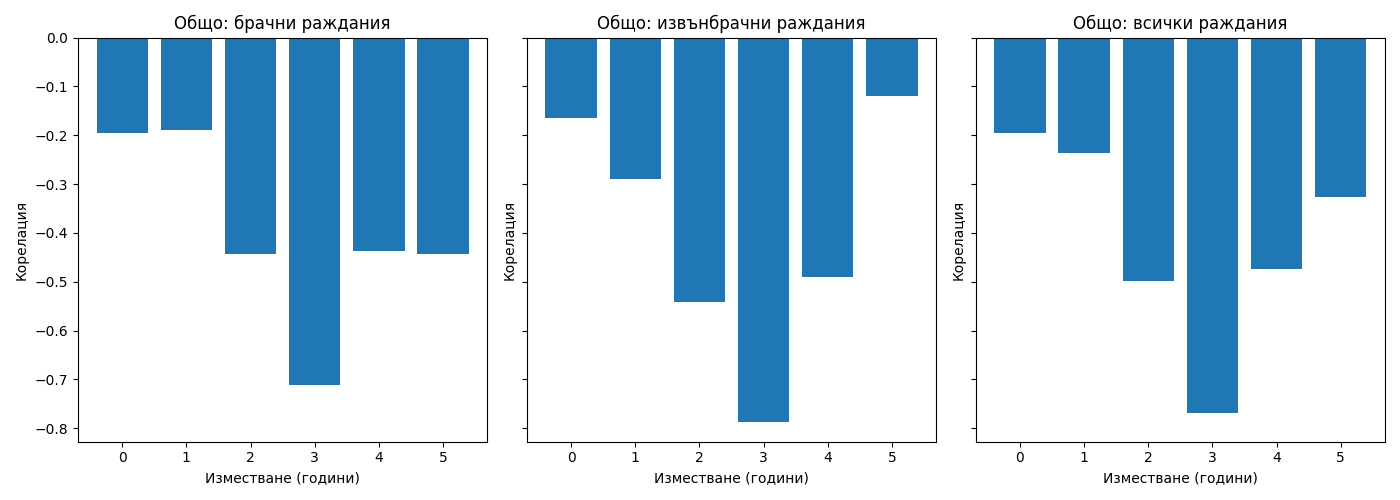 Общо: брачни раждания
0.0
−0.1
−0.2
−0.3
−0.4
−0.5
−0.6
−0.7
−0.8
Корелация
0 1 2 3 4 5
Изместване (години)
Общо: извънбрачни раждания
Корелация
0 1 2 3 4 5
Изместване (години)
Общо: всички раждания
Корелация
0 1 2 3 4 5
Изместване (години)